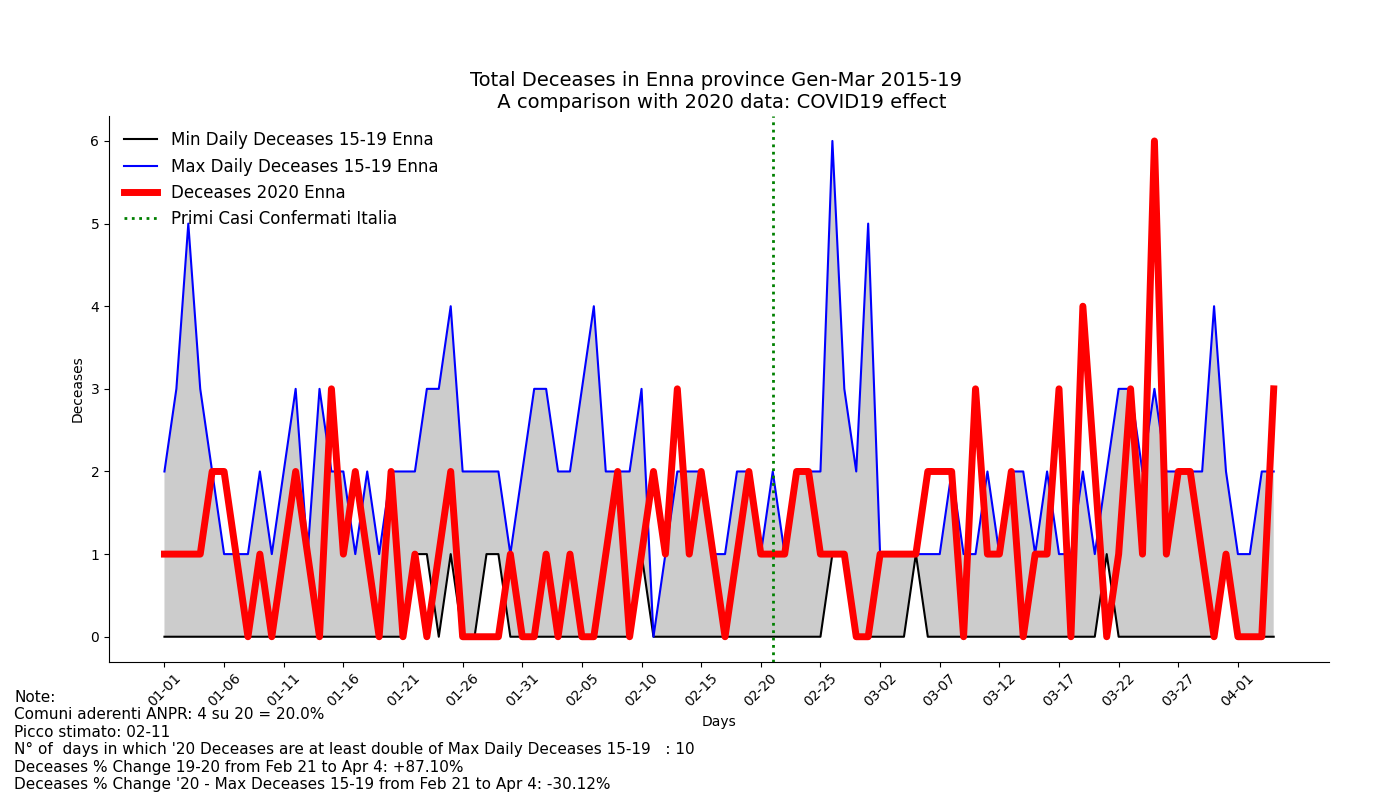 Total Deceases in Enna province Gen-Mar 2015-19
A comparison with 2020 data: COVID19 effect
Min Daily Deceases 15-19 Enna
Max Daily Deceases 15-19 Enna
Deceases 2020 Enna
Primi Casi Confermati Italia
Deceases
6
5
4
3
2
1
0
01-01
01-06
01-11
01-16
01-21
01-26
01-31
02-05
02-10
02-15
02-20
02-25
03-02
03-07
03-12
03-17
03-22
03-27
04-01
Days
Note:
Comuni aderenti ANPR: 4 su 20 = 20.0%
Picco stimato: 02-11
N° of  days in which '20 Deceases are at least double of Max Daily Deceases 15-19   : 10
Deceases % Change 19-20 from Feb 21 to Apr 4: +87.10%
Deceases % Change '20 - Max Deceases 15-19 from Feb 21 to Apr 4: -30.12%